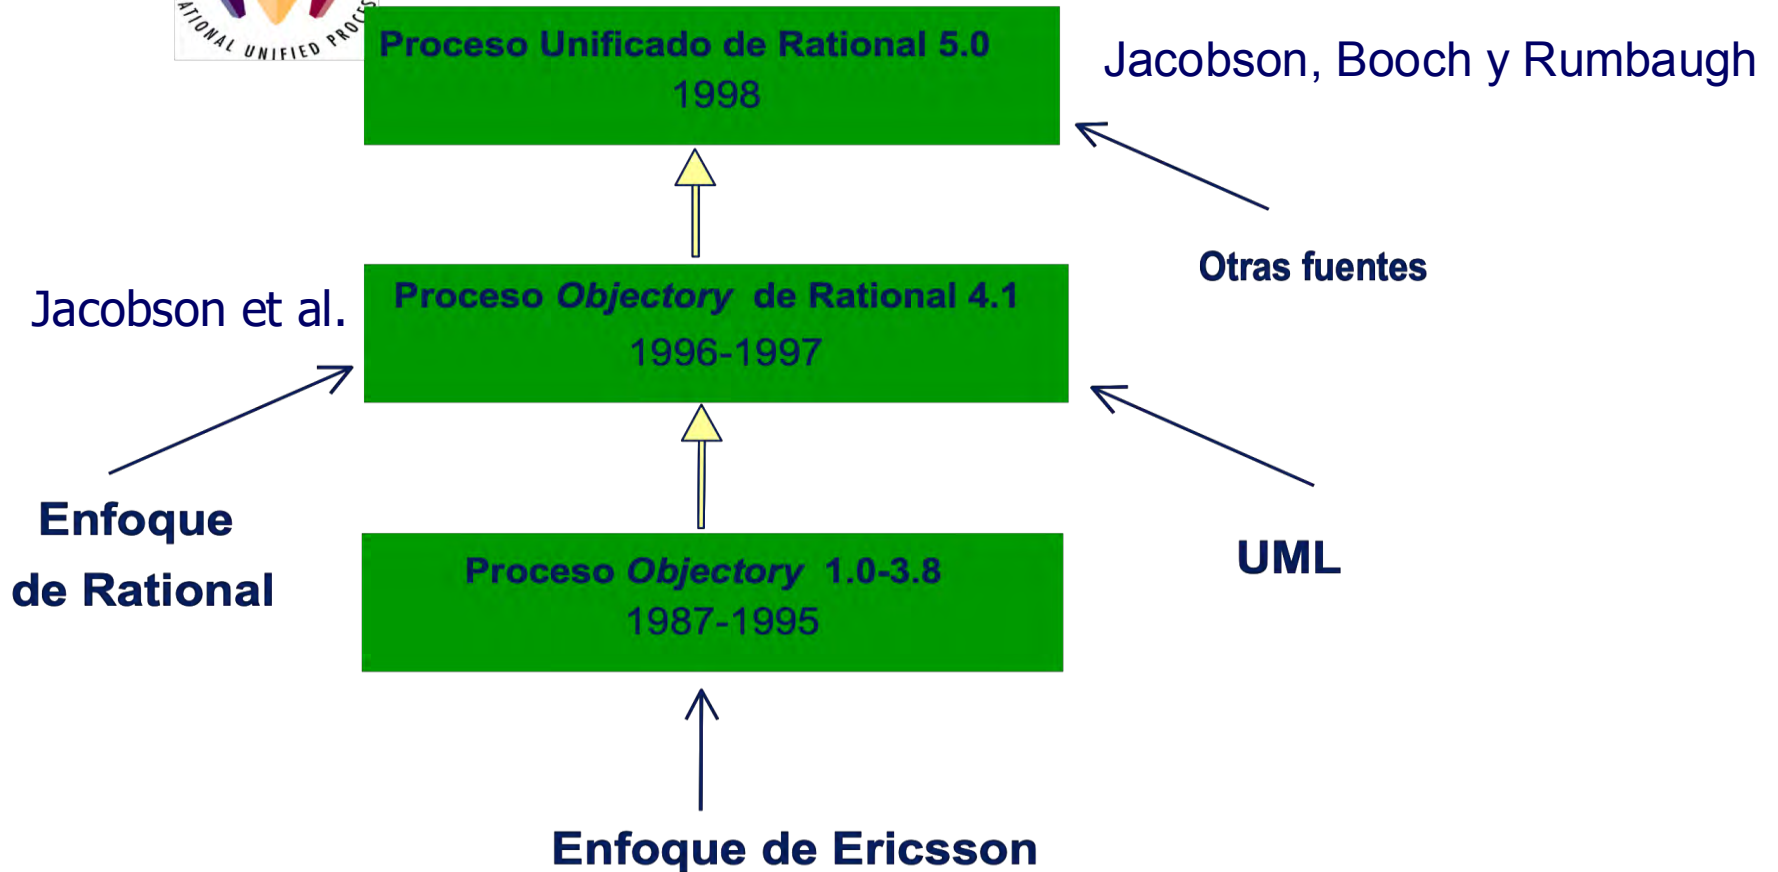 RATIONAL UNIFIED PROCES
Proceso Unificado de Rational 5.0
1998
Jacobson, Booch y Rumbaugh
Otras fuentes
Jacobson et al.
Proceso Objectory de Rational 4.1
1996-1997
Enfoque
de Rational
UML
Proceso Objectory 1.0-3.8
1987-1995
Enfoque de Ericsson